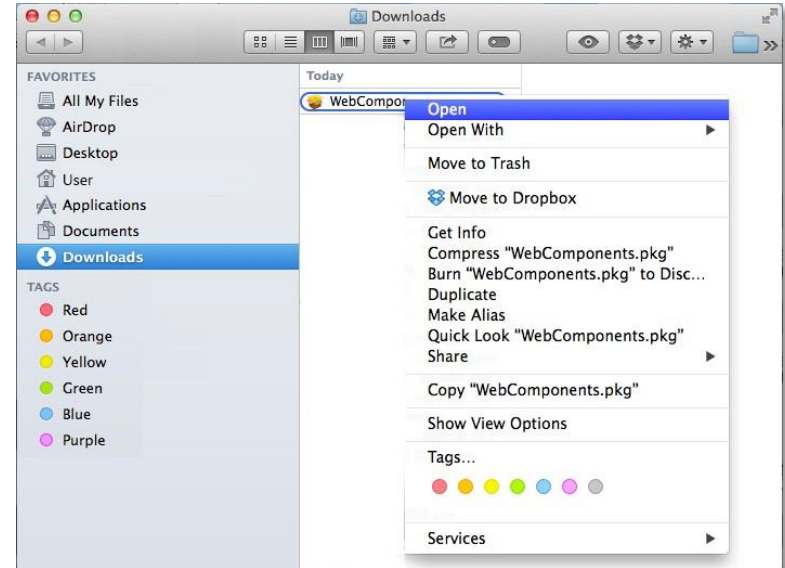 Downloads
FAVORITES
All My Files
AirDrop
Desktop
User
Applications
Documents
Downloads
TAGS
Red
Orange
Yellow
Green
Blue
Purple
Today
WebCompo
Open
Open With
Move to Trash
Move to Dropbox
Get Info
Compress “WebComponents.pkg”
Burn “WebComponents.pkg” to Disc...
Duplicate
Make Alias
Quick Look “WebComponents.pkg”
Share
Copy “WebComponents.pkg”
Show View Options
Tags...
Services